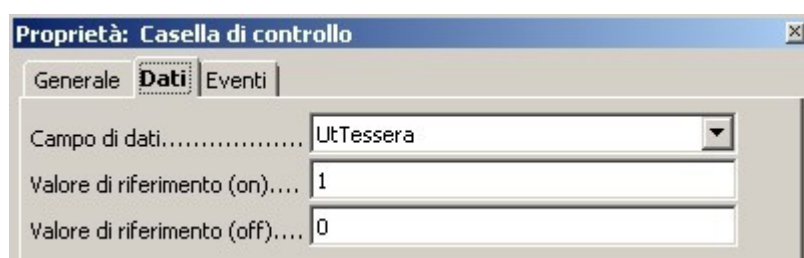 Proprietà: Casella di controllo
Generale Dati Eventi
Campo di dati.................. UtTessera
Valore di riferimento (on).... 1
Valore di riferimento (off).... 0